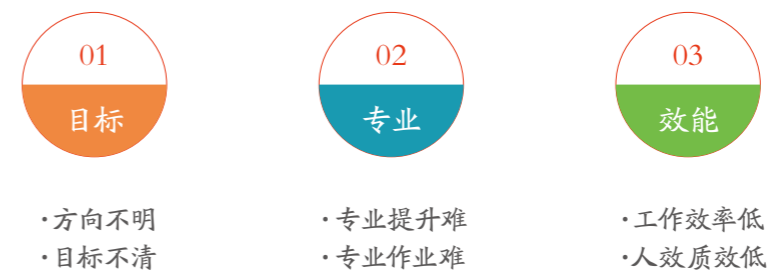 01
目标
·方向不明
·目标不清
02
专业
·专业提升难
·专业作业难
03
效能
·工作效率低
·人效质效低